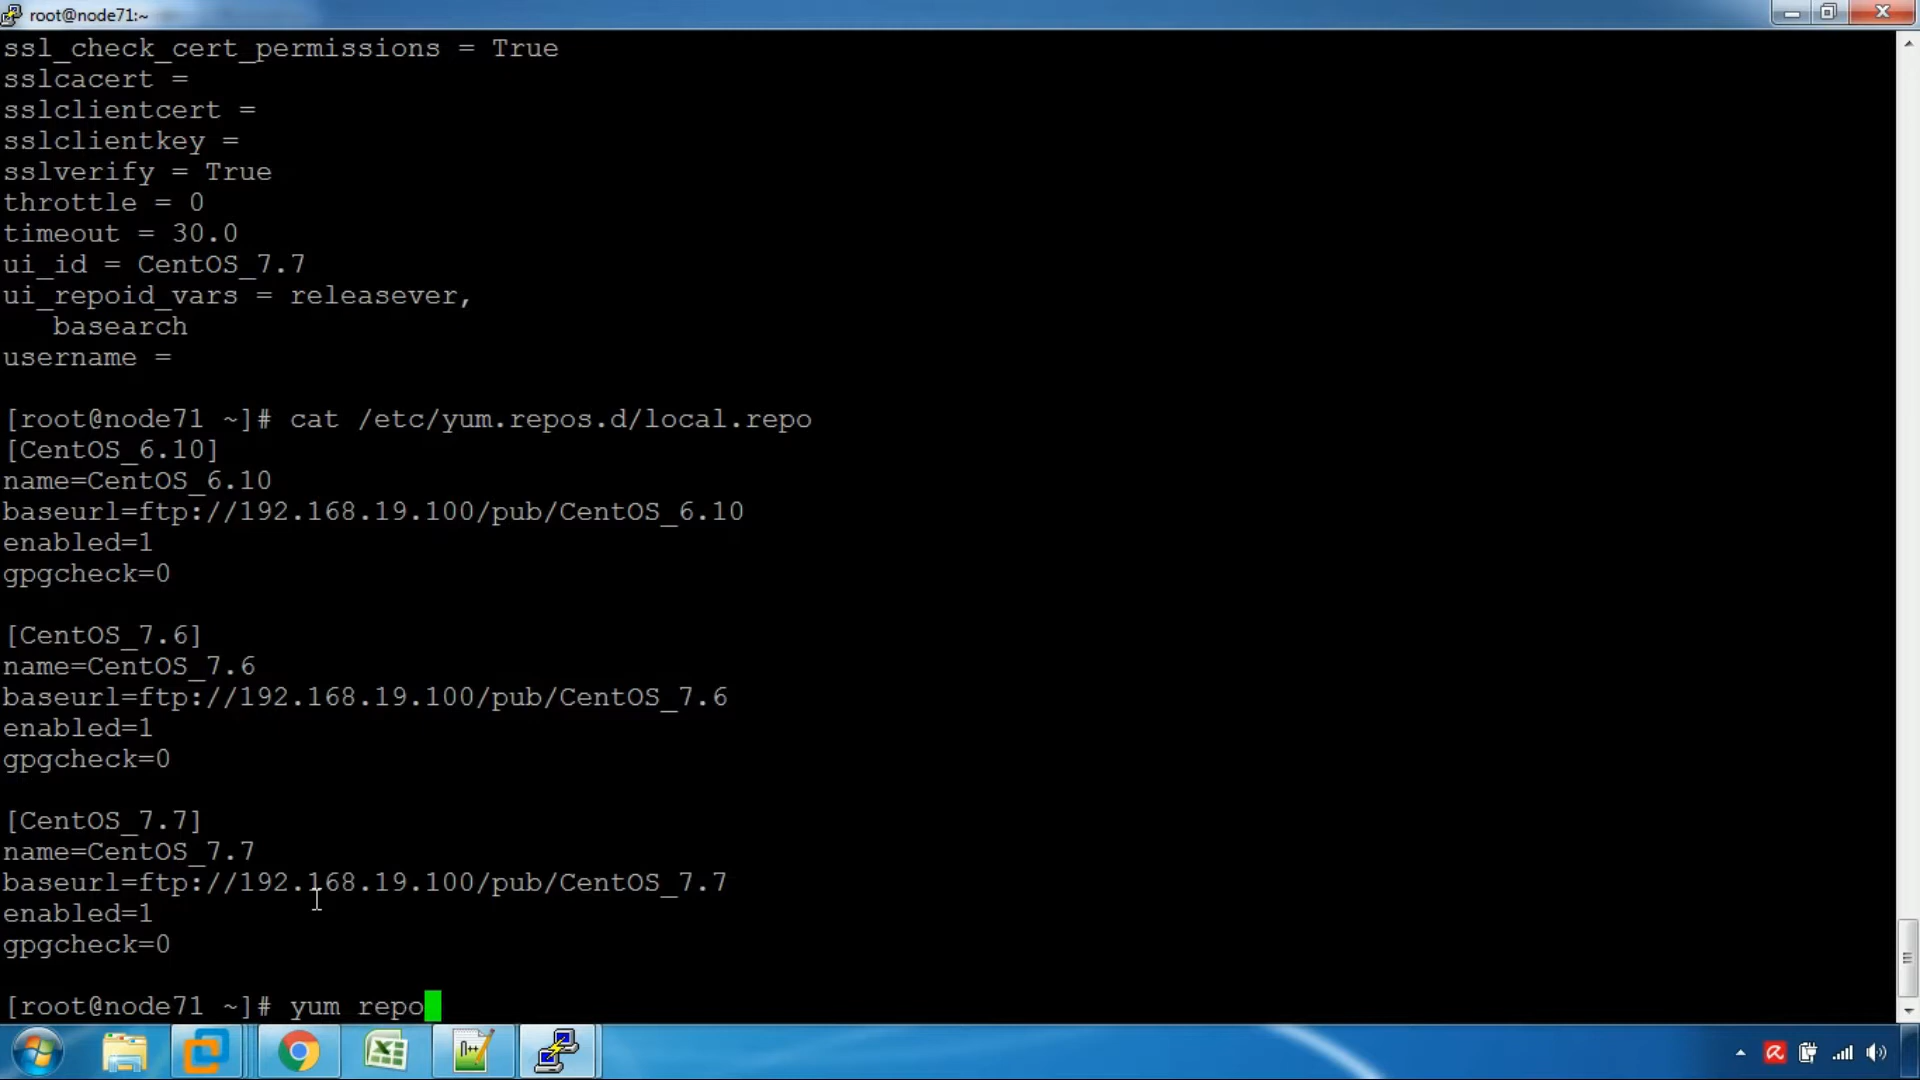 root@node71:~
ssl_check_cert_permissions = True
sslcacert =
sslclientcert =
sslclientkey =
sslverify = True
throttle = 0
timeout = 30.0
ui_id = CentOS_7.7
ui_repoid_vars = releasever,
   basearch
username =
[root@node71 ~]# cat /etc/yum.repos.d/local.repo
[CentOS_6.10]
name=CentOS_6.10
baseurl=ftp://192.168.19.100/pub/CentOS_6.10
enabled=1
gpgcheck=0
[CentOS_7.6]
name=CentOS_7.6
baseurl=ftp://192.168.19.100/pub/CentOS_7.6
enabled=1
gpgcheck=0
[CentOS_7.7]
name=CentOS_7.7
baseurl=ftp://192.168.19.100/pub/CentOS_7.7
enabled=1
gpgcheck=0
[root@node71 ~]# yum repo